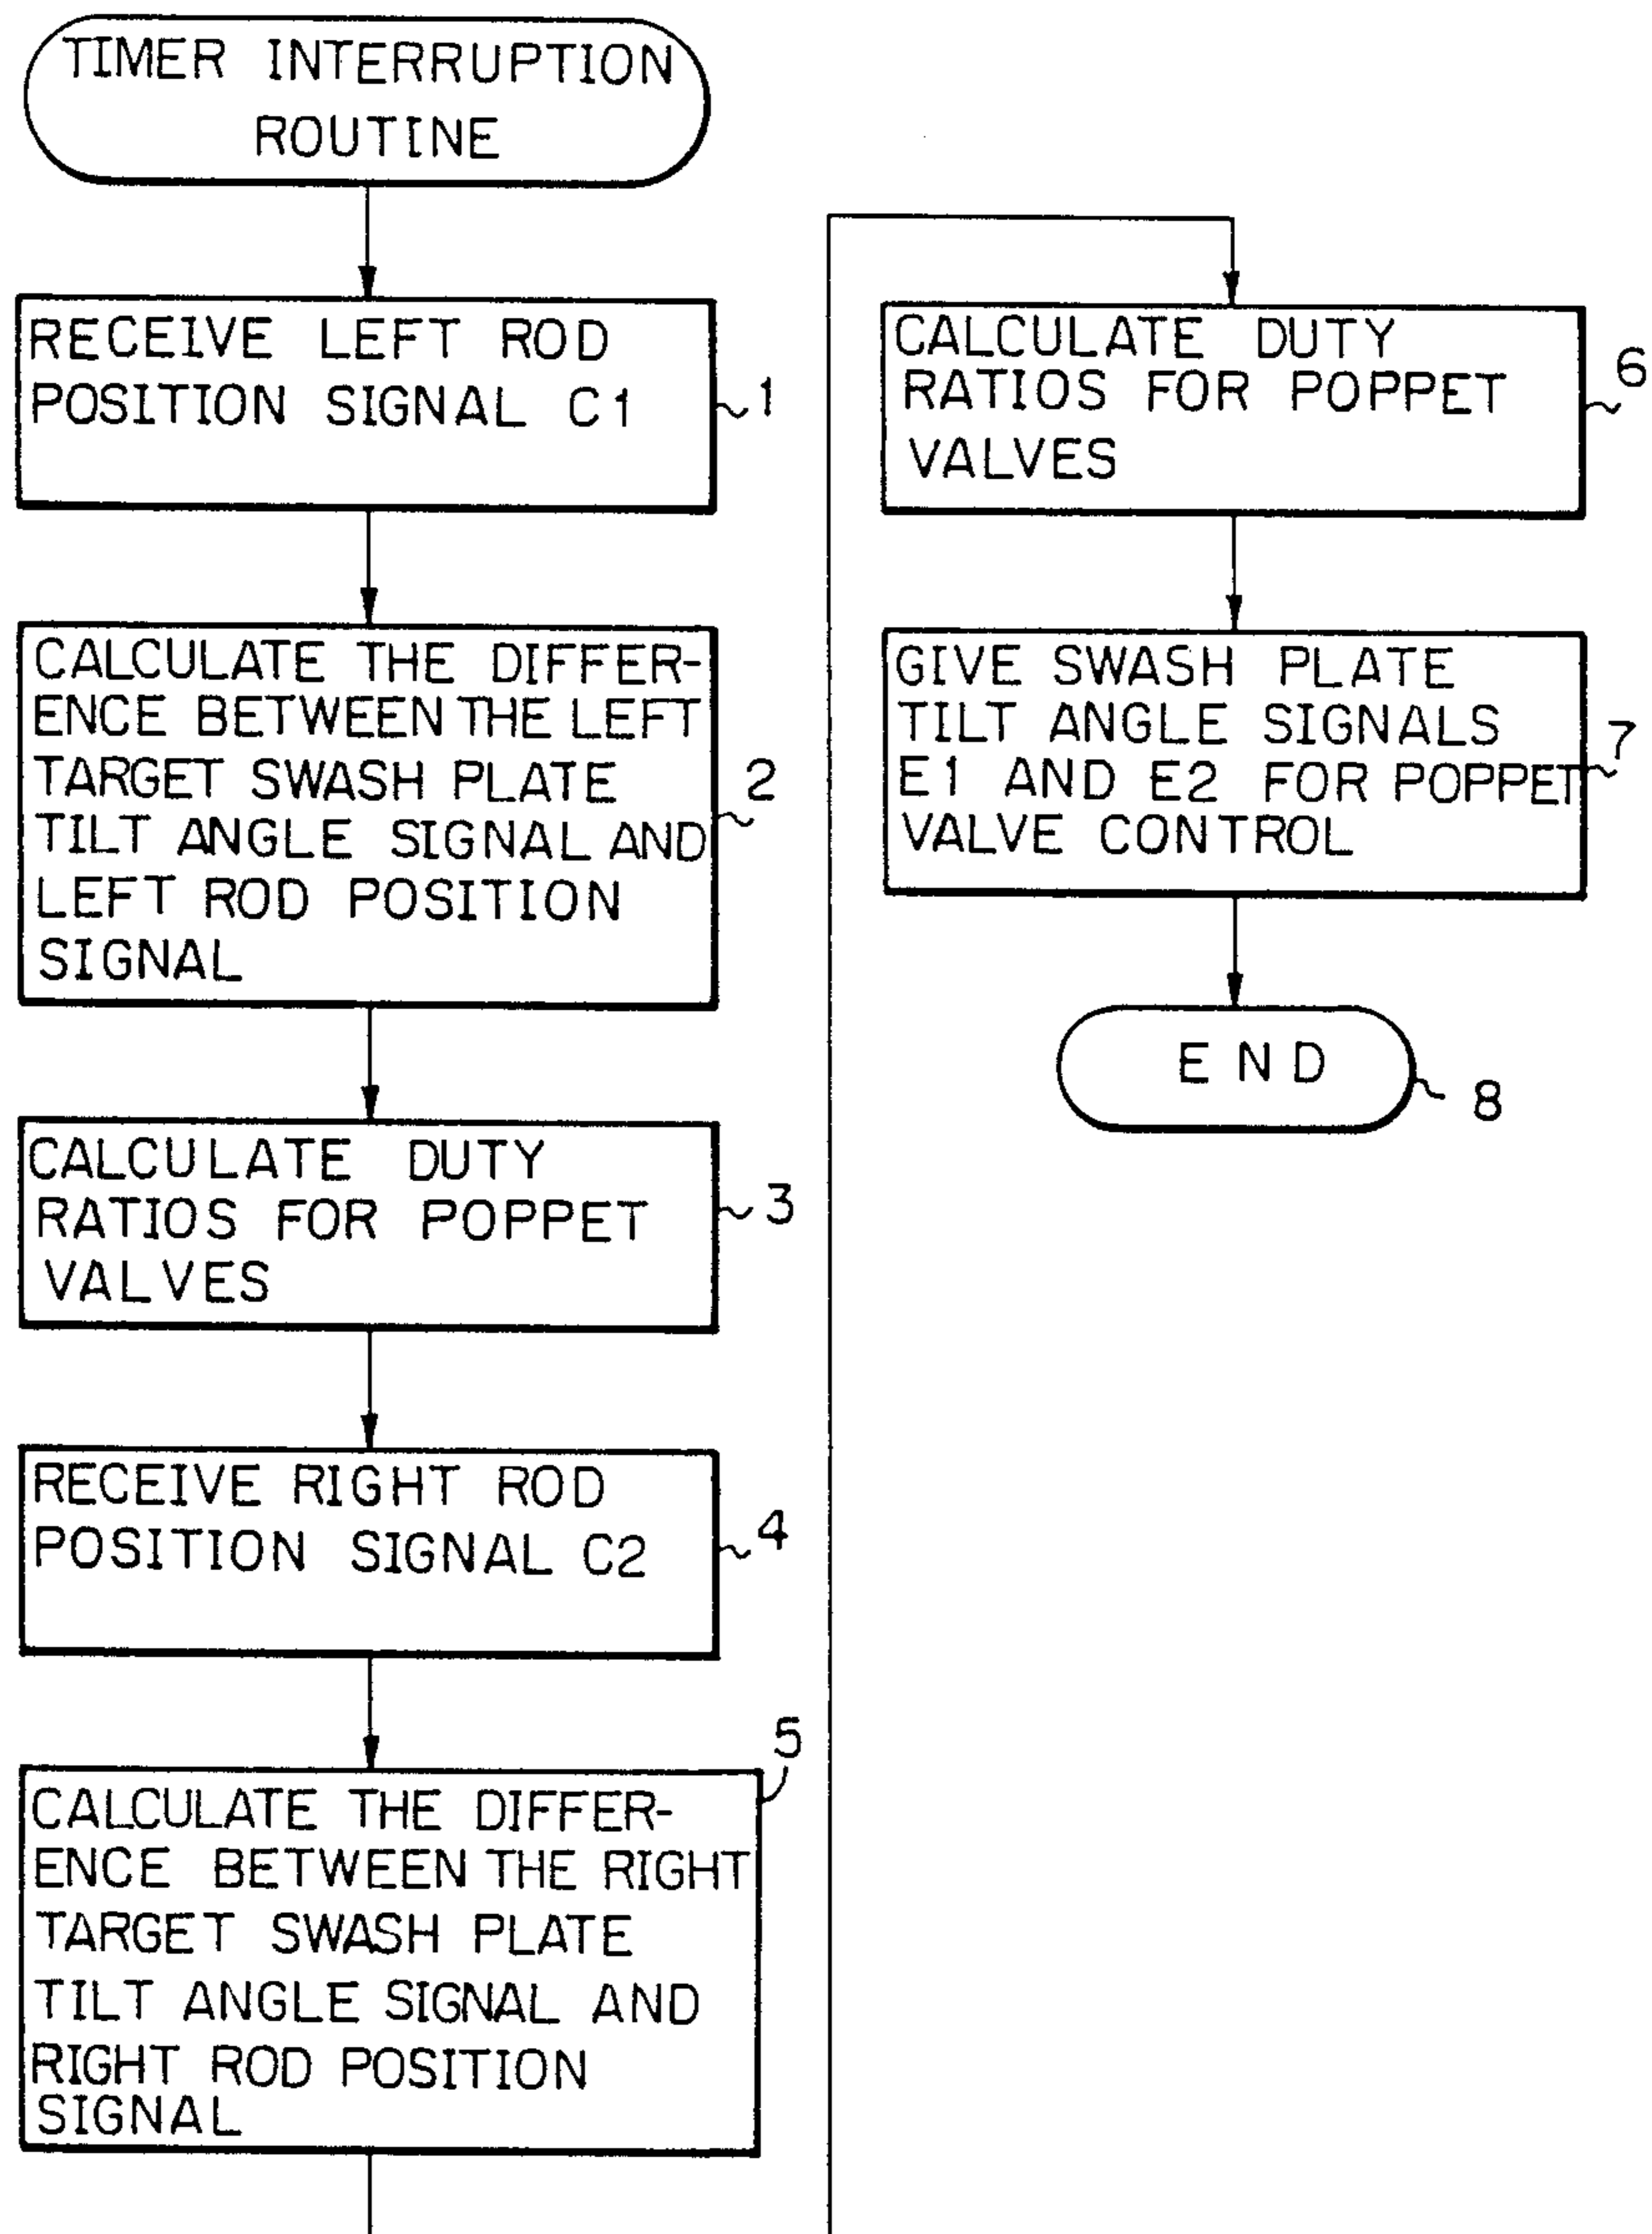 TIMER INTERRUPTION
ROUTINE
RECEIVE LEFT ROD
POSITION SIGNAL C1
1
CALCULATE THE DIFFER-
ENCE BETWEEN THE LEFT
TARGET SWASH PLATE
TILT ANGLE SIGNAL AND
LEFT ROD POSITION
SIGNAL
2
CALCULATE DUTY
RATIOS FOR POPPET
VALVES
3
RECEIVE RIGHT ROD
POSITION SIGNAL C2
4
5
CALCULATE THE DIFFER-
ENCE BETWEEN THE RIGHT
TARGET SWASH PLATE
TILT ANGLE SIGNAL AND
RIGHT ROD POSITION
SIGNAL
CALCULATE DUTY
RATIOS FOR POPPET
VALVES
6
GIVE SWASH PLATE
TILT ANGLE SIGNALS
E1 AND E2 FOR POPPET
VALVE CONTROL
7
END
8